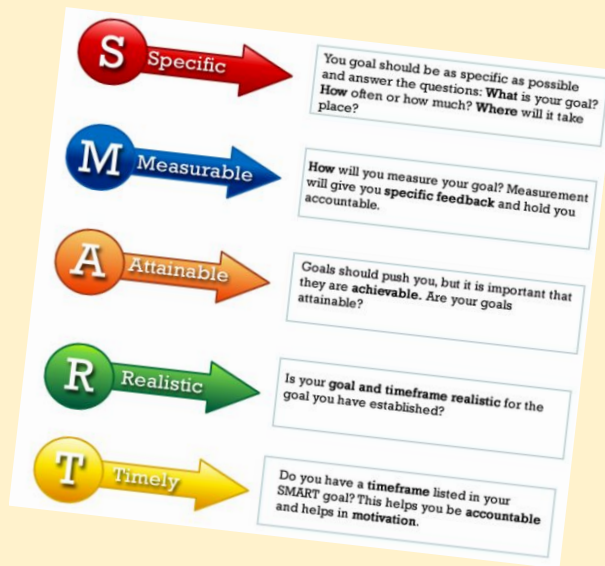 S Specific
You goal should be as specific as possible
and answer the questions: What is your goal?
How often or how much? Where will it take
place?
M Measurable
How will you measure your goal? Measurement
will give you specific feedback and hold you
accountable.
A Attainable
Goals should push you, but it is important that
they are achievable. Are your goals
attainable?
R Realistic
Is your goal and timeframe realistic for the
goal you have established?
T Timely
Do you have a timeframe listed in your
SMART goal? This helps you be accountable
and helps in motivation.